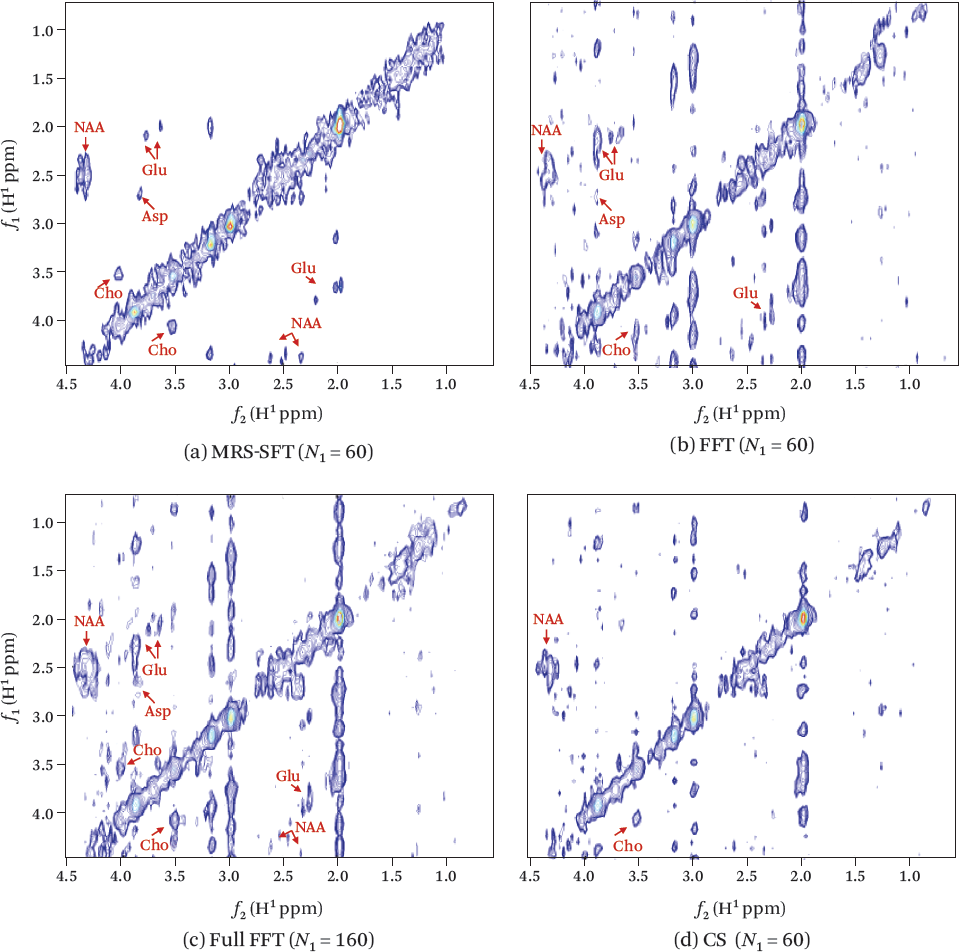 1.0
1.5
2.0
2.5
3.0
3.5
4.0
f1 (H1 ppm)
NAA
Glu
Asp
Cho
Cho
Glu
NAA
4.5 4.0 3.5 3.0 2.5 2.0 1.5 1.0
f2 (H1 ppm)
(a) MRS-SFT (N1 = 60)
NAA
Glu
Asp
Glu
Cho
4.5 4.0 3.5 3.0 2.5 2.0 1.5 1.0
f2 (H1 ppm)
(b) FFT (N1 = 60)
1.0
1.5
2.0
2.5
3.0
3.5
4.0
f1 (H1 ppm)
NAA
Glu
Asp
Cho
Glu
NAA
Cho
4.5 4.0 3.5 3.0 2.5 2.0 1.5 1.0
f2 (H1 ppm)
(c) Full FFT (N1 = 160)
NAA
Cho
4.5 4.0 3.5 3.0 2.5 2.0 1.5 1.0
f2 (H1 ppm)
(d) CS (N1 = 60)